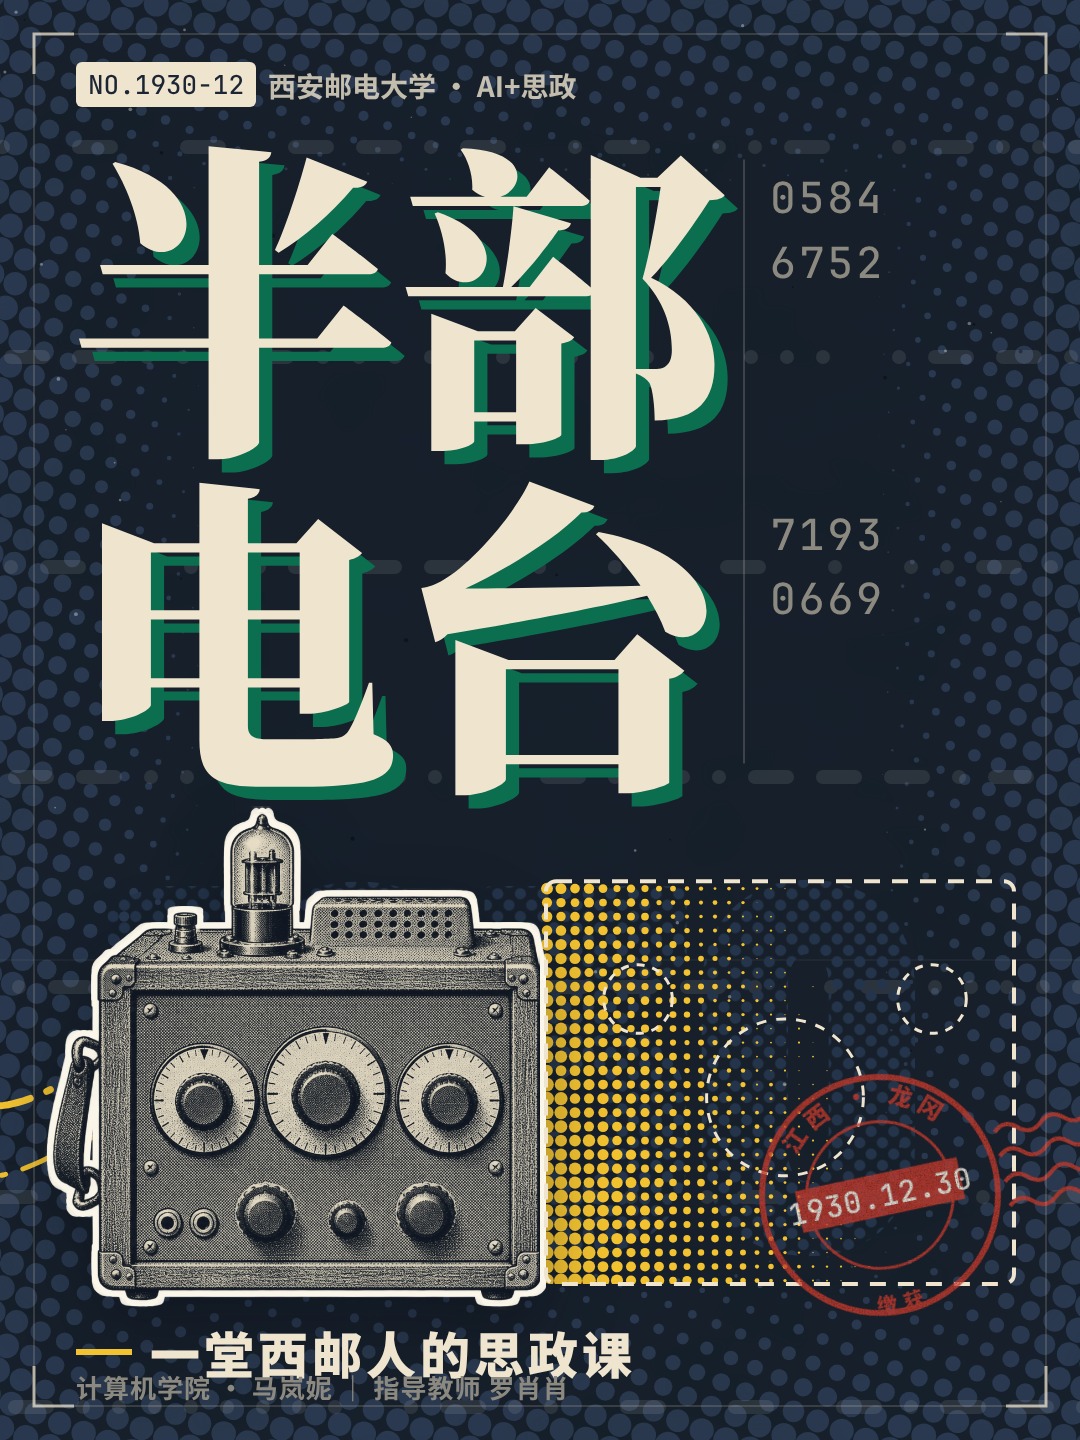 NO.1930-12 西安邮电大学 · AI+思政
半部
电台
0584
6752
7193
0669
江西 · 龙冈
1930.12.30
缴获
一堂西邮人的思政课
计算机学院 · 马岚妮 | 指导教师 罗肖肖